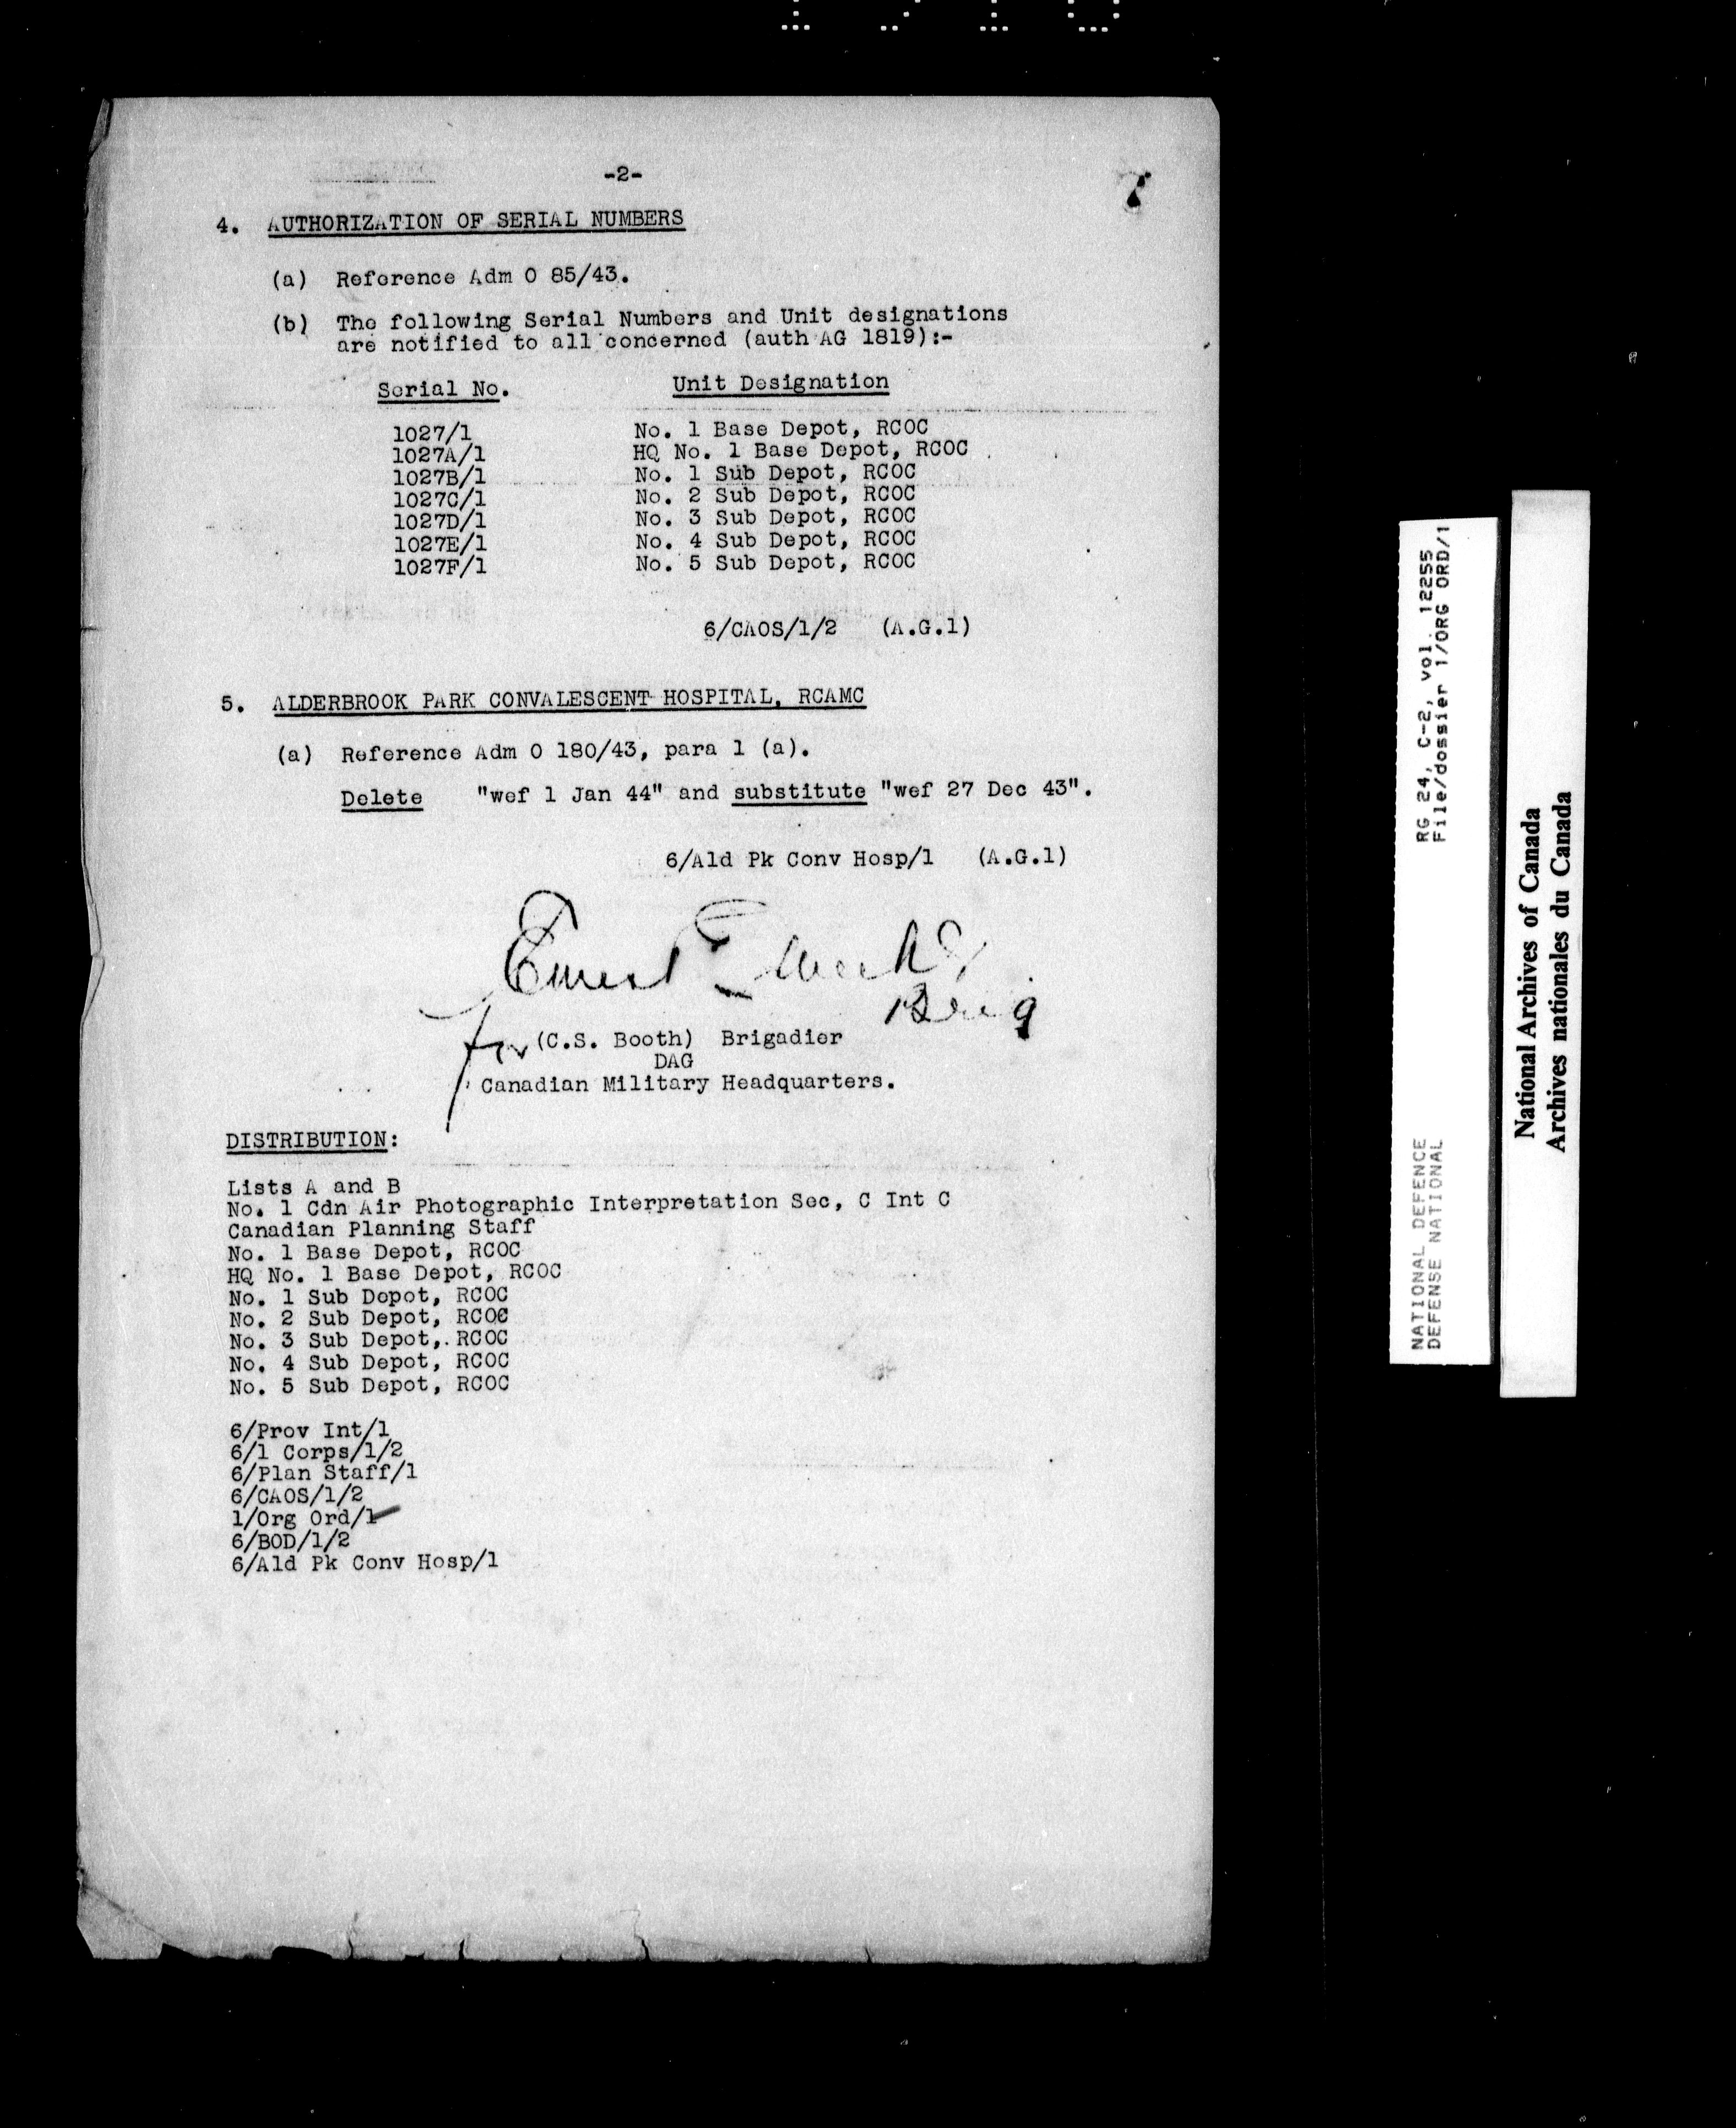 -2-
4. AUTHORIZATION OF SERIAL NUMBERS
(a) Reference Adm O 85/43.
(b) The following Serial Numbers and Unit designations
are notified to all concerned (auth AG 1819):-
Serial No. Unit Designation
1027/1 No. 1 Base Depot, RCOC
1027A/1 HQ No. 1 Base Depot, RCOC
1027B/1 No. 1 Sub Depot, RCOC
1027C/1 No. 2 Sub Depot, RCOC
1027D/1 No. 3 Sub Depot, RCOC
1027E/1 No. 4 Sub Depot, RCOC
1027F/1 No. 5 Sub Depot, RCOC
6/CAOS/1/2 (A.G.1)
5. ALDERBROOK PARK CONVALESCENT HOSPITAL, RCAMC
(a) Reference Adm O 180/43, para 1 (a).
Delete "wef 1 Jan 44" and substitute "wef 27 Dec 43".
6/Ald Pk Conv Hosp/1 (A.G.1)
Brig
for (C.S. Booth) Brigadier
DAG
Canadian Military Headquarters.
DISTRIBUTION:
Lists A and B
No. 1 Cdn Air Photographic Interpretation Sec, C Int C
Canadian Planning Staff
No. 1 Base Depot, RCOC
HQ No. 1 Base Depot, RCOC
No. 1 Sub Depot, RCOC
No. 2 Sub Depot, RCOC
No. 3 Sub Depot, RCOC
No. 4 Sub Depot, RCOC
No. 5 Sub Depot, RCOC
6/Prov Int/1
6/1 Corps/1/2
6/Plan Staff/1
6/CAOS/1/2
1/Org Ord/1
6/BOD/1/2
6/Ald Pk Conv Hosp/1
NATIONAL DEFENCE RG 24, C-2, vol. 12255
DEFENSE NATIONAL File/dossier 1/ORG ORD/1
National Archives of Canada
Archives nationales du Canada